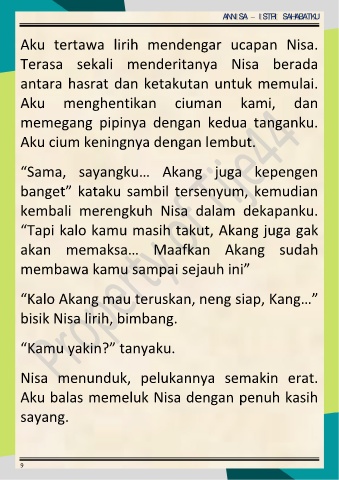 ANNISA – ISTRI SAHABATKU
Aku tertawa lirih mendengar ucapan Nisa.
Terasa sekali menderitanya Nisa berada
antara hasrat dan ketakutan untuk memulai.
Aku menghentikan ciuman kami, dan
memegang pipinya dengan kedua tanganku.
Aku cium keningnya dengan lembut.
“Sama, sayangku... Akang juga kepengen
banget” kataku sambil tersenyum, kemudian
kembali merengkuh Nisa dalam dekapanku.
“Tapi kalo kamu masih takut, Akang juga gak
akan memaksa... Maafkan Akang sudah
membawa kamu sampai sejauh ini”
“Kalo Akang mau teruskan, neng siap, Kang...”
bisik Nisa lirih, bimbang.
“Kamu yakin?” tanyaku.
Nisa menunduk, pelukannya semakin erat.
Aku balas memeluk Nisa dengan penuh kasih
sayang.
9